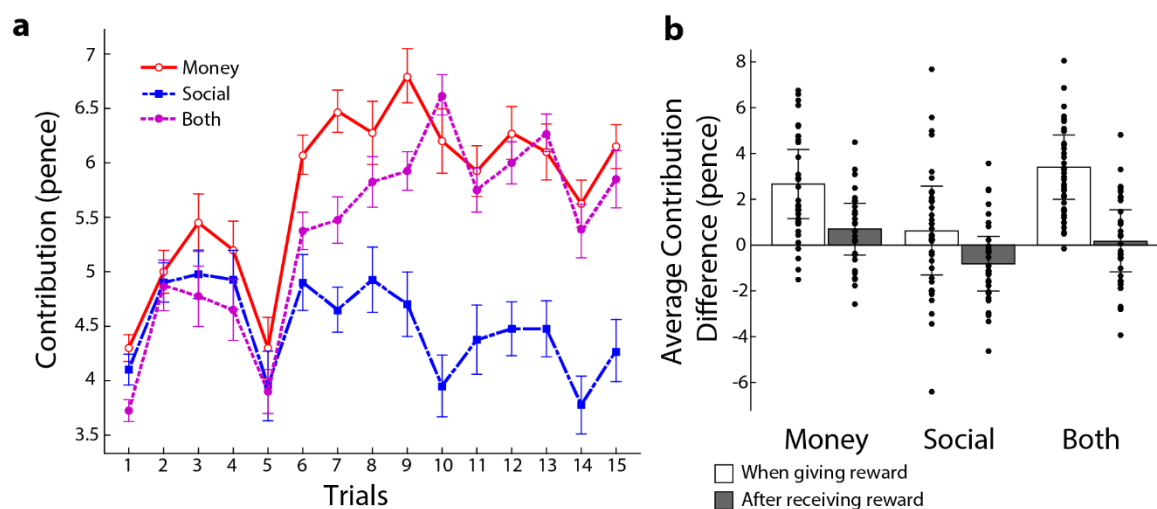 a
7
6.5
6
5.5
5
4.5
4
3.5
Contribution (pence)
Money
Social
Both
1 2 3 4 5 6 7 8 9 10 11 12 13 14 15
Trials
b
8
6
4
2
0
-2
-4
-6
Average Contribution
Difference (pence)
Money Social Both
When giving reward
After receiving reward